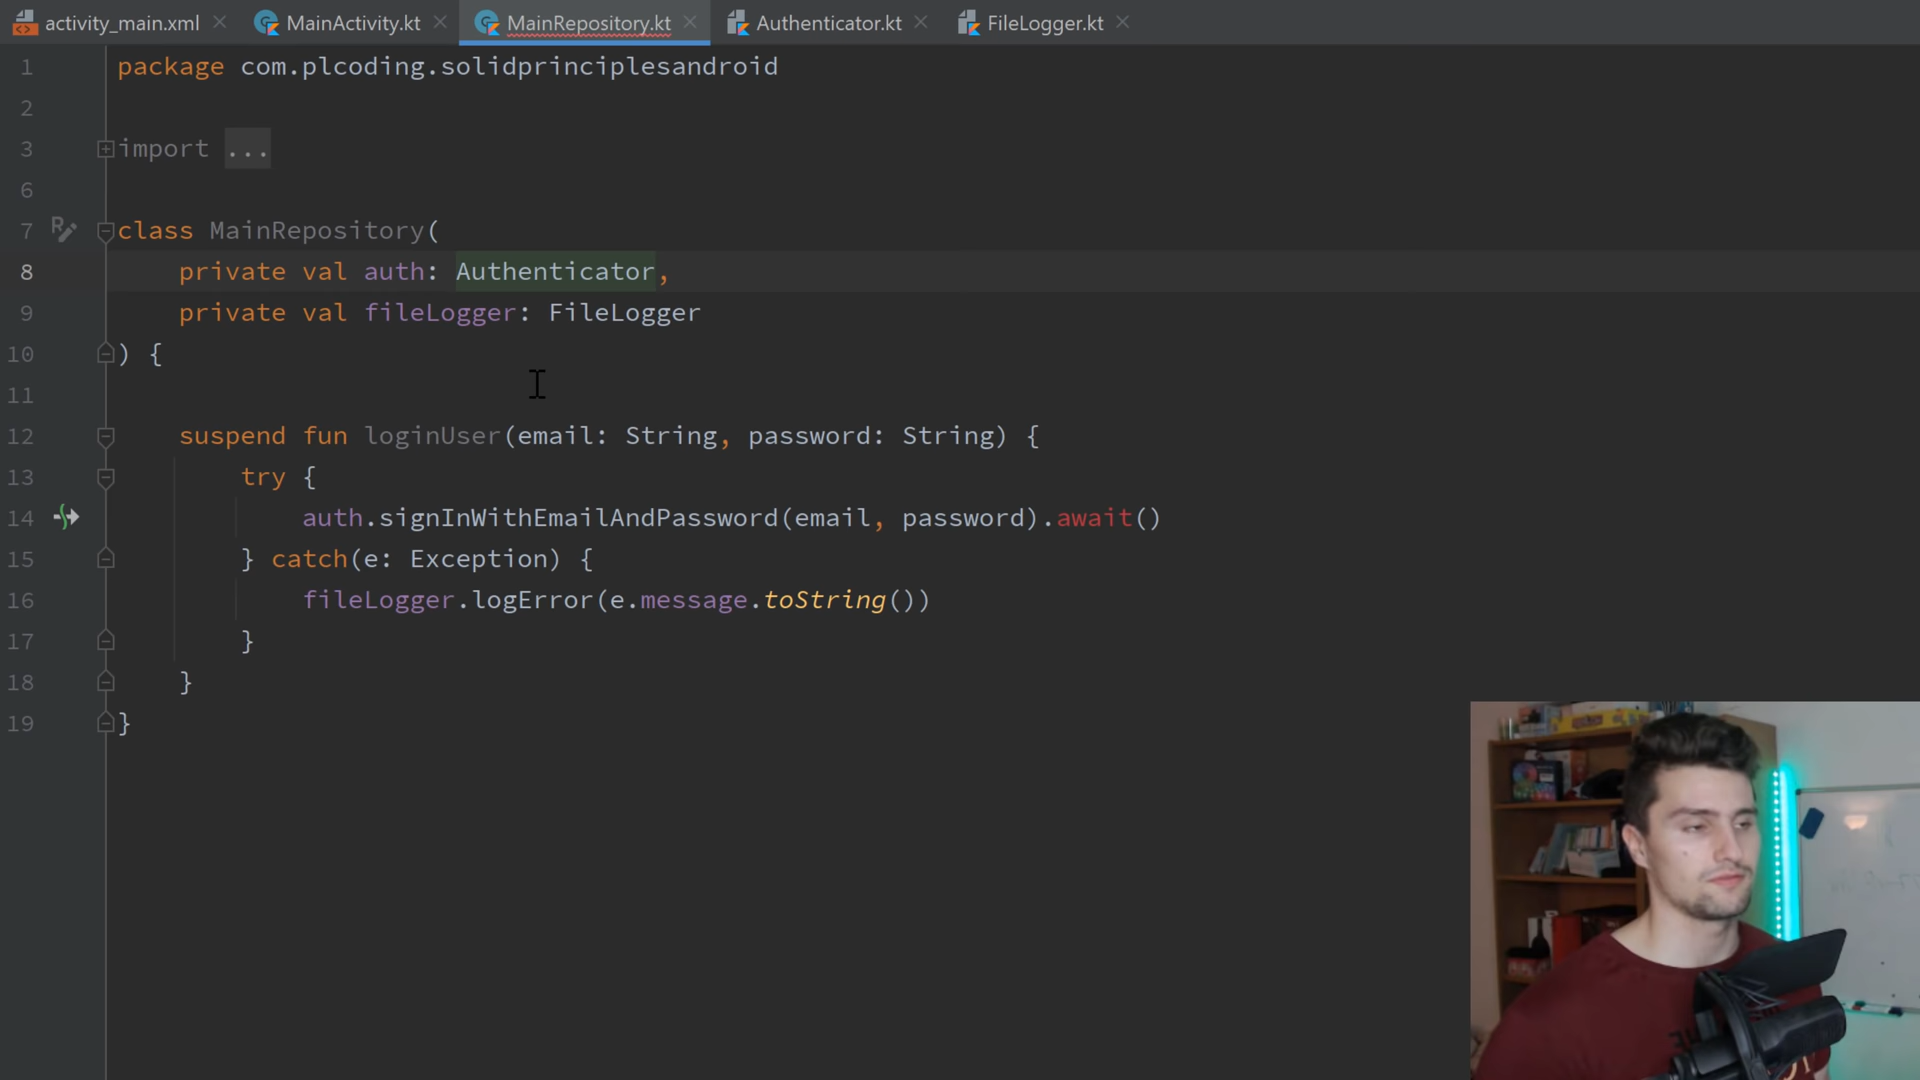 activity_main.xml MainActivity.kt MainRepository.kt Authenticator.kt FileLogger.kt
1 package com.plcoding.solidprinciplesandroid
2
3 import ...
6
7 class MainRepository(
8 private val auth: Authenticator,
9 private val fileLogger: FileLogger
10 ) {
11
12 suspend fun loginUser(email: String, password: String) {
13 try {
14 auth.signInWithEmailAndPassword(email, password).await()
15 } catch(e: Exception) {
16 fileLogger.logError(e.message.toString())
17 }
18 }
19 }